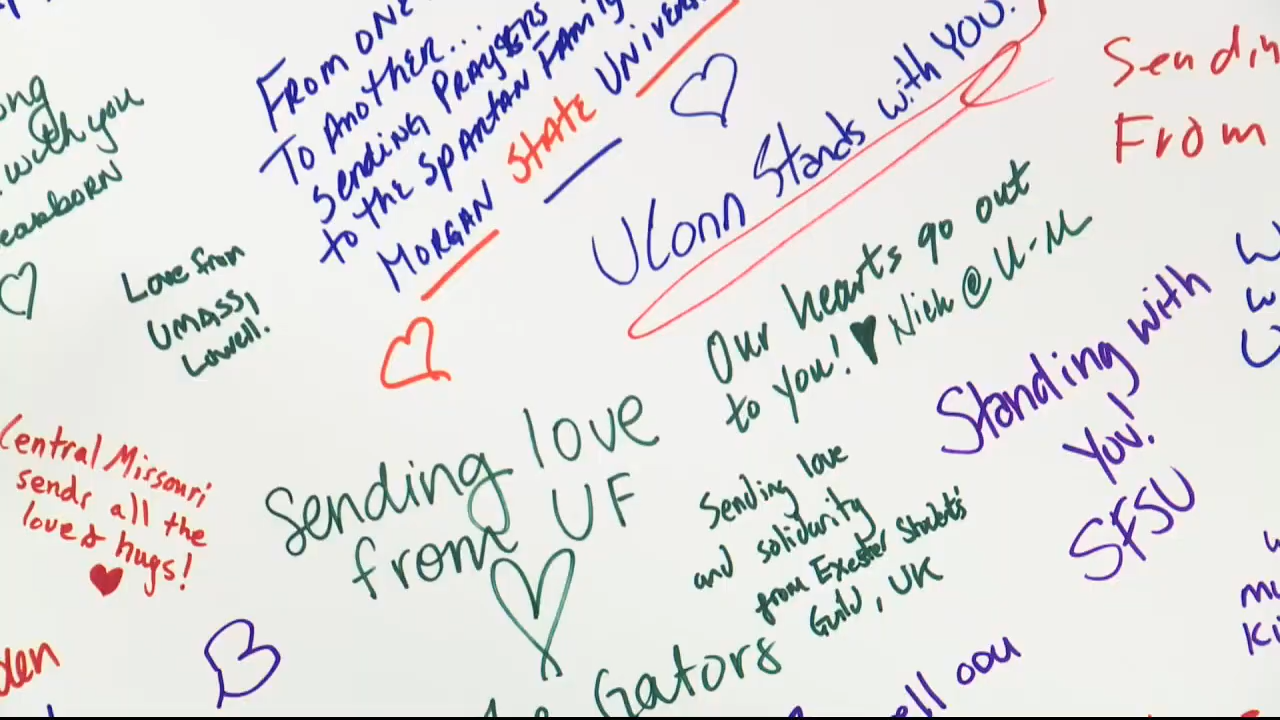 ong
with you
earborn
Love from
UMASS
Lowell.
From ONE
To Another...
Sending PRAYERS
to the SPARTAN Family
MORGAN STATE UNIVERS
UConn Stands with YOU!
Sendin
From
Our hearts go out
to you! Nick @ U-M
Standing with
You!
SFSU
Central Missouri
sends all the
love & hugs!
Sending love
from UF
Gators
Sending love
and solidarity
from Exester Students'
Guild, UK
den
ell